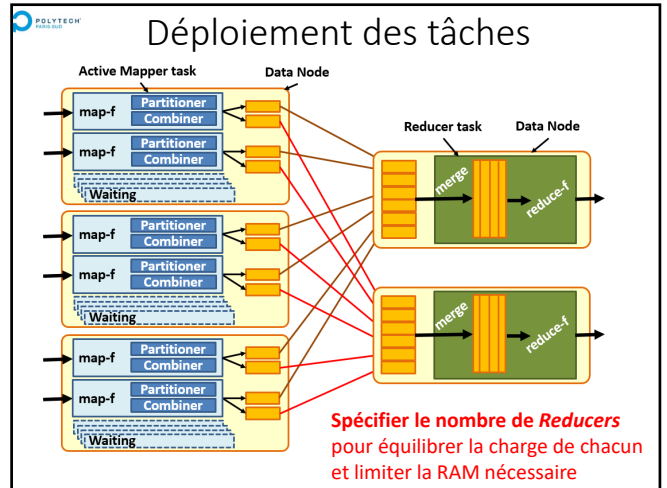 POLYTECH'
PARIS-SUD
Déploiement des tâches
Active Mapper task
Data Node
map-f
Partitioner
Combiner
map-f
Partitioner
Combiner
Waiting
map-f
Partitioner
Combiner
map-f
Partitioner
Combiner
Waiting
map-f
Partitioner
Combiner
map-f
Partitioner
Combiner
Waiting
Reducer task
Data Node
merge
reduce-f
merge
reduce-f
Spécifier le nombre de Reducers
pour équilibrer la charge de chacun
et limiter la RAM nécessaire